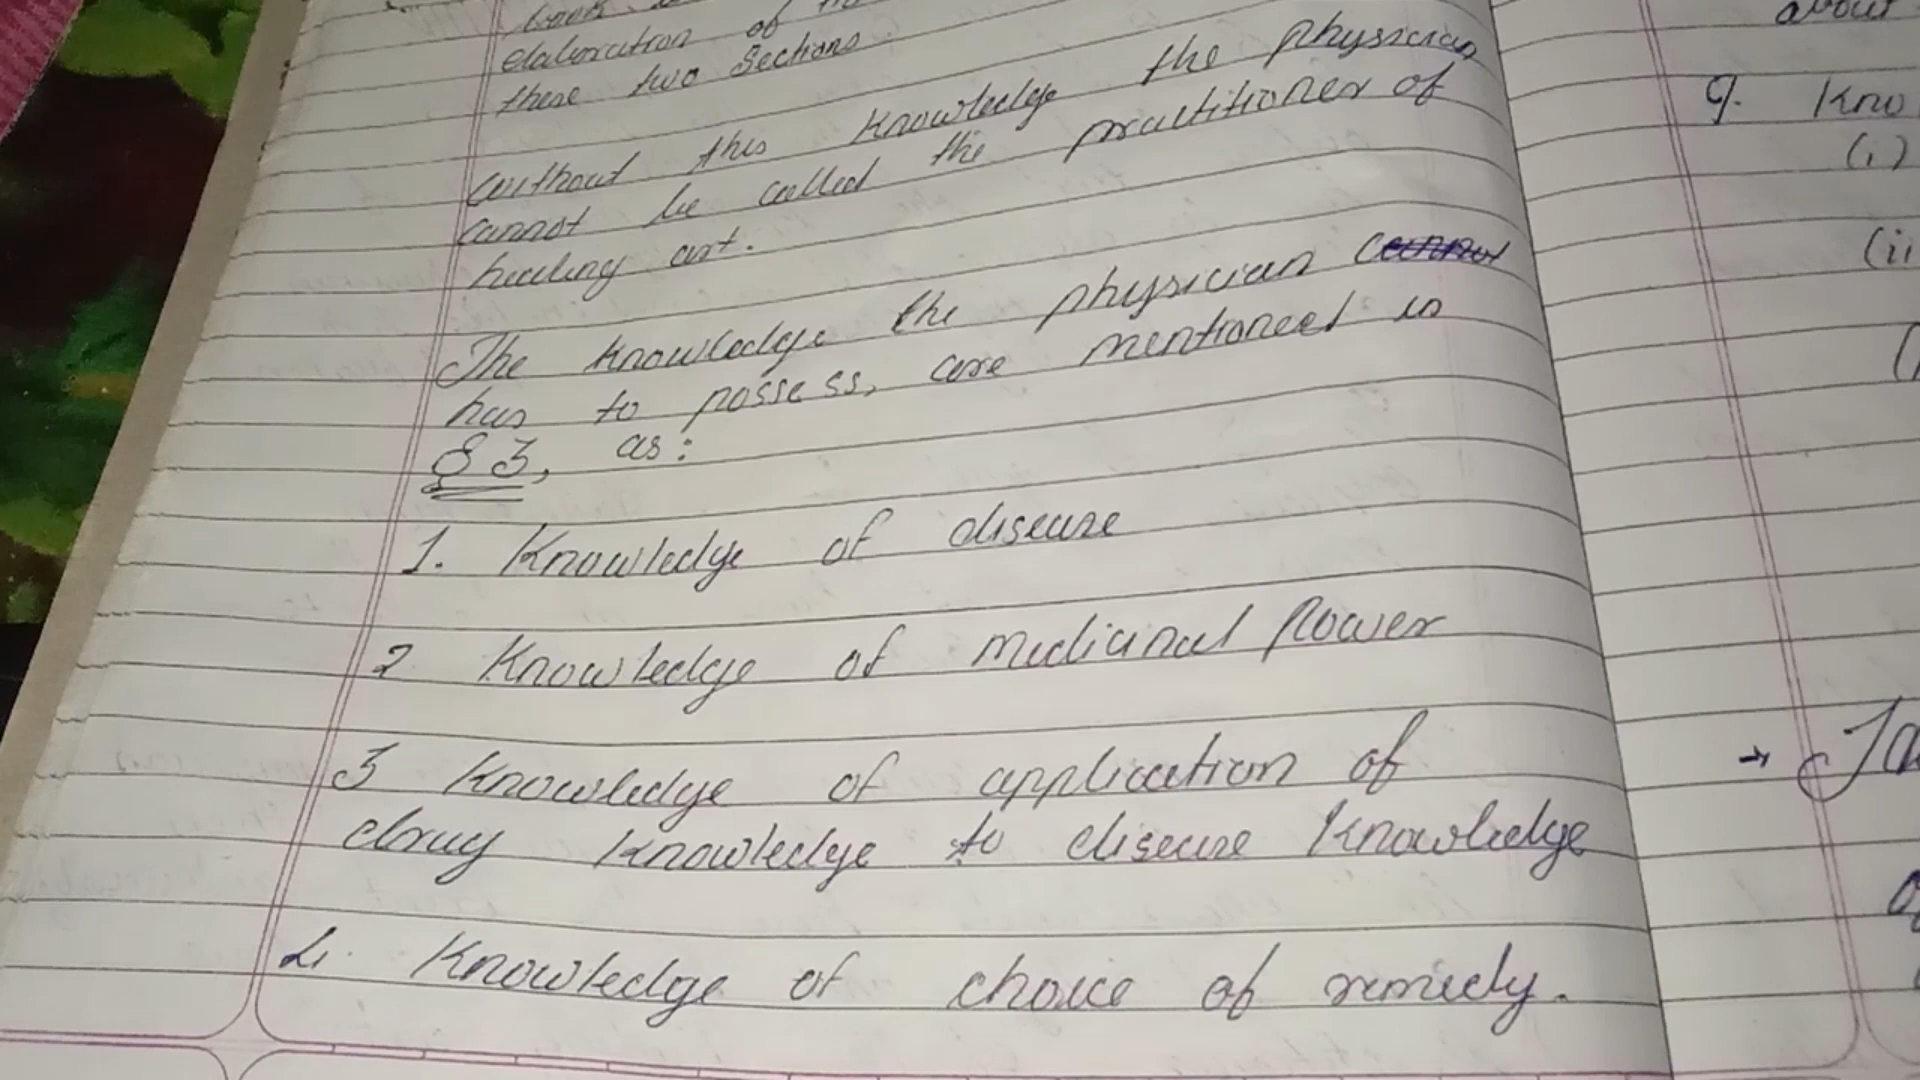 book
elaboration of
these two Sections
without this knowledge the physician
cannot be called the practitioner of
healing art.
The knowledge the physician
has to possess, are mentioned in
§ 3, as:
1. Knowledge of disease
2 Knowledge of medicinal power
3 Knowledge of application of
drug knowledge to disease knowledge
4. Knowledge of choice of remedy.
about
9. Kno
(i)
(ii
→